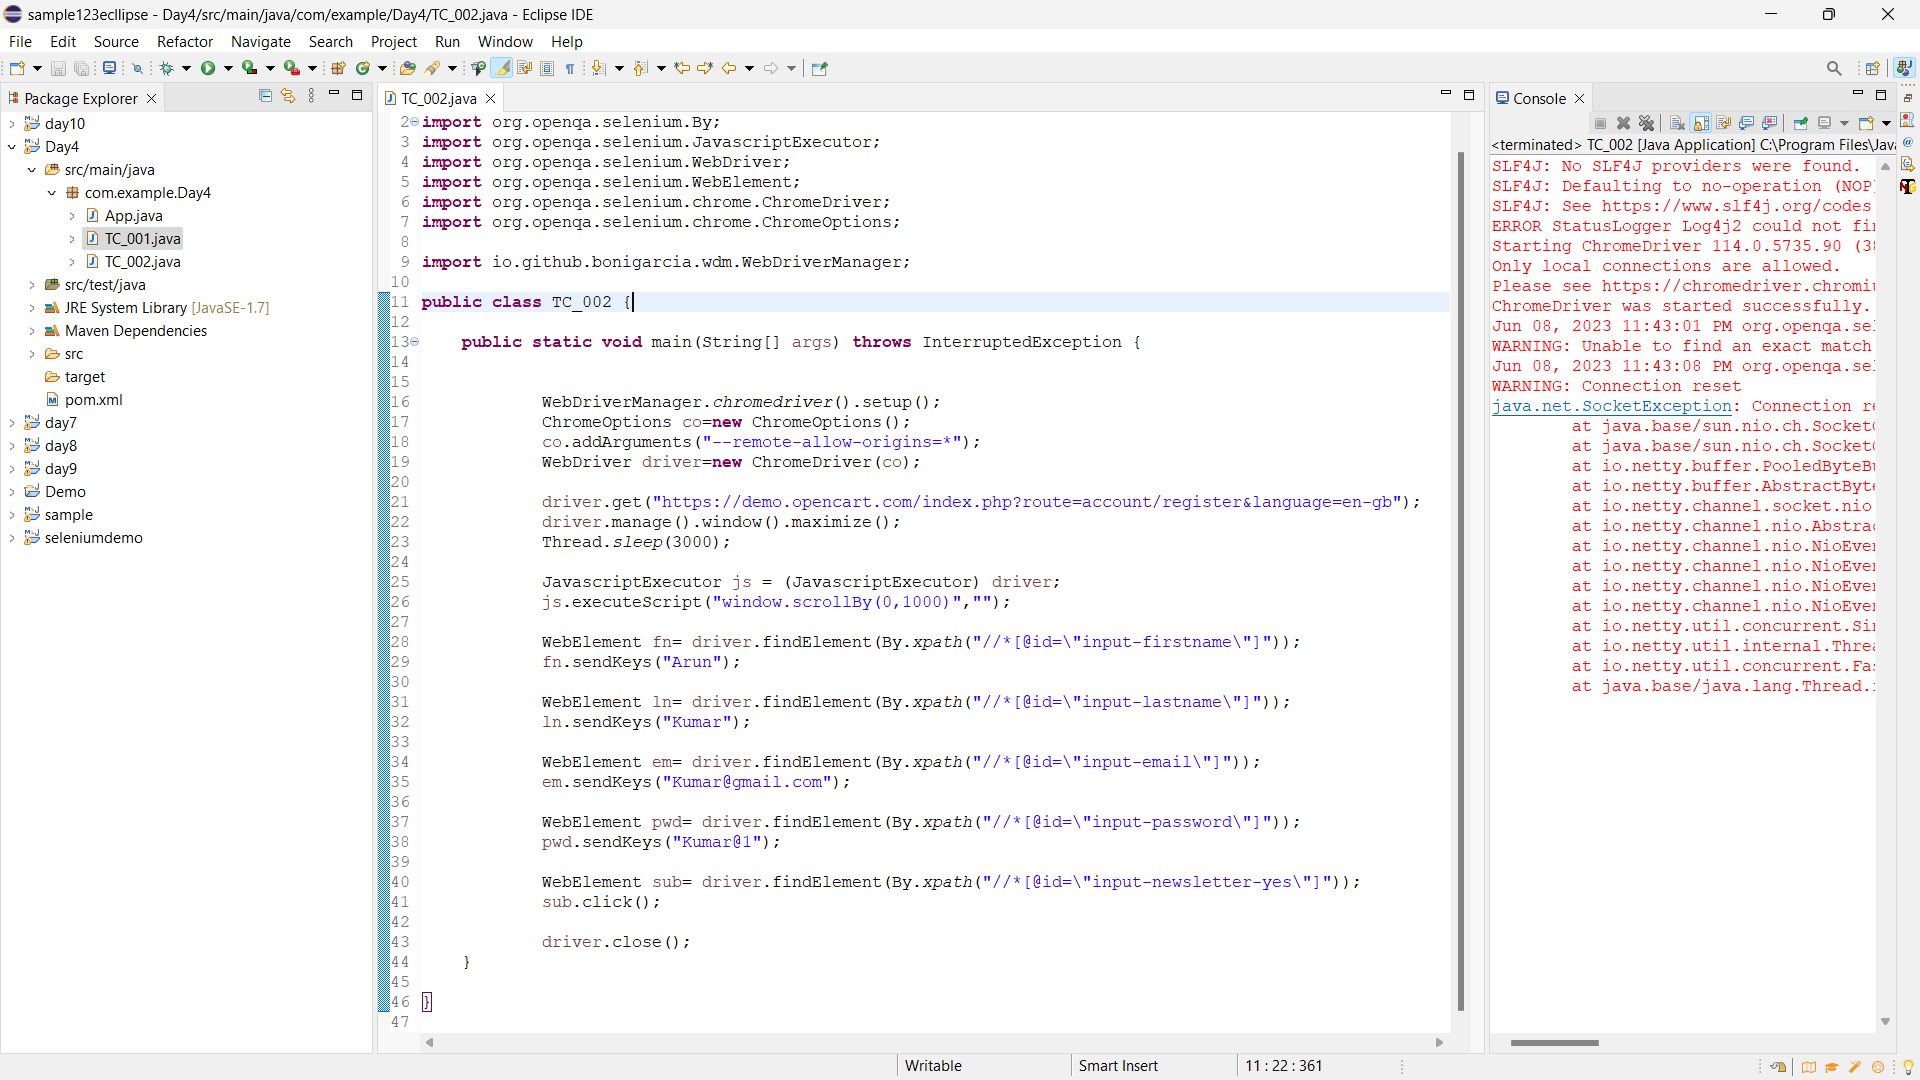 sample123ecllipse - Day4/src/main/java/com/example/Day4/TC_002.java - Eclipse IDE
File Edit Source Refactor Navigate Search Project Run Window Help
Package Explorer
day10
Day4
src/main/java
com.example.Day4
App.java
TC_001.java
TC_002.java
src/test/java
JRE System Library [JavaSE-1.7]
Maven Dependencies
src
target
pom.xml
day7
day8
day9
Demo
sample
seleniumdemo
TC_002.java
2 import org.openqa.selenium.By;
3 import org.openqa.selenium.JavascriptExecutor;
4 import org.openqa.selenium.WebDriver;
5 import org.openqa.selenium.WebElement;
6 import org.openqa.selenium.chrome.ChromeDriver;
7 import org.openqa.selenium.chrome.ChromeOptions;
8
9 import io.github.bonigarcia.wdm.WebDriverManager;
10
11 public class TC_002 {
12
13 public static void main(String[] args) throws InterruptedException {
14
15
16 WebDriverManager.chromedriver().setup();
17 ChromeOptions co=new ChromeOptions();
18 co.addArguments("--remote-allow-origins=*");
19 WebDriver driver=new ChromeDriver(co);
20
21 driver.get("https://demo.opencart.com/index.php?route=account/register&language=en-gb");
22 driver.manage().window().maximize();
23 Thread.sleep(3000);
24
25 JavascriptExecutor js = (JavascriptExecutor) driver;
26 js.executeScript("window.scrollBy(0,1000)","");
27
28 WebElement fn= driver.findElement(By.xpath("//*[@id=\"input-firstname\"]"));
29 fn.sendKeys("Arun");
30
31 WebElement ln= driver.findElement(By.xpath("//*[@id=\"input-lastname\"]"));
32 ln.sendKeys("Kumar");
33
34 WebElement em= driver.findElement(By.xpath("//*[@id=\"input-email\"]"));
35 em.sendKeys("Kumar@gmail.com");
36
37 WebElement pwd= driver.findElement(By.xpath("//*[@id=\"input-password\"]"));
38 pwd.sendKeys("Kumar@1");
39
40 WebElement sub= driver.findElement(By.xpath("//*[@id=\"input-newsletter-yes\"]"));
41 sub.click();
42
43 driver.close();
44 }
45
46 }
47
Console
<terminated> TC_002 [Java Application] C:\Program Files\Java
SLF4J: No SLF4J providers were found.
SLF4J: Defaulting to no-operation (NOP)
SLF4J: See https://www.slf4j.org/codes
ERROR StatusLogger Log4j2 could not fin
Starting ChromeDriver 114.0.5735.90 (38
Only local connections are allowed.
Please see https://chromedriver.chromiu
ChromeDriver was started successfully.
Jun 08, 2023 11:43:01 PM org.openqa.sel
WARNING: Unable to find an exact match
Jun 08, 2023 11:43:08 PM org.openqa.sel
WARNING: Connection reset
java.net.SocketException: Connection re
at java.base/sun.nio.ch.SocketC
at java.base/sun.nio.ch.SocketC
at io.netty.buffer.PooledByteBu
at io.netty.buffer.AbstractByte
at io.netty.channel.socket.nio
at io.netty.channel.nio.Abstrac
at io.netty.channel.nio.NioEven
at io.netty.channel.nio.NioEven
at io.netty.channel.nio.NioEven
at io.netty.channel.nio.NioEven
at io.netty.util.concurrent.Sin
at io.netty.util.internal.Threa
at io.netty.util.concurrent.Fas
at java.base/java.lang.Thread.r
Writable
Smart Insert
11 : 22 : 361